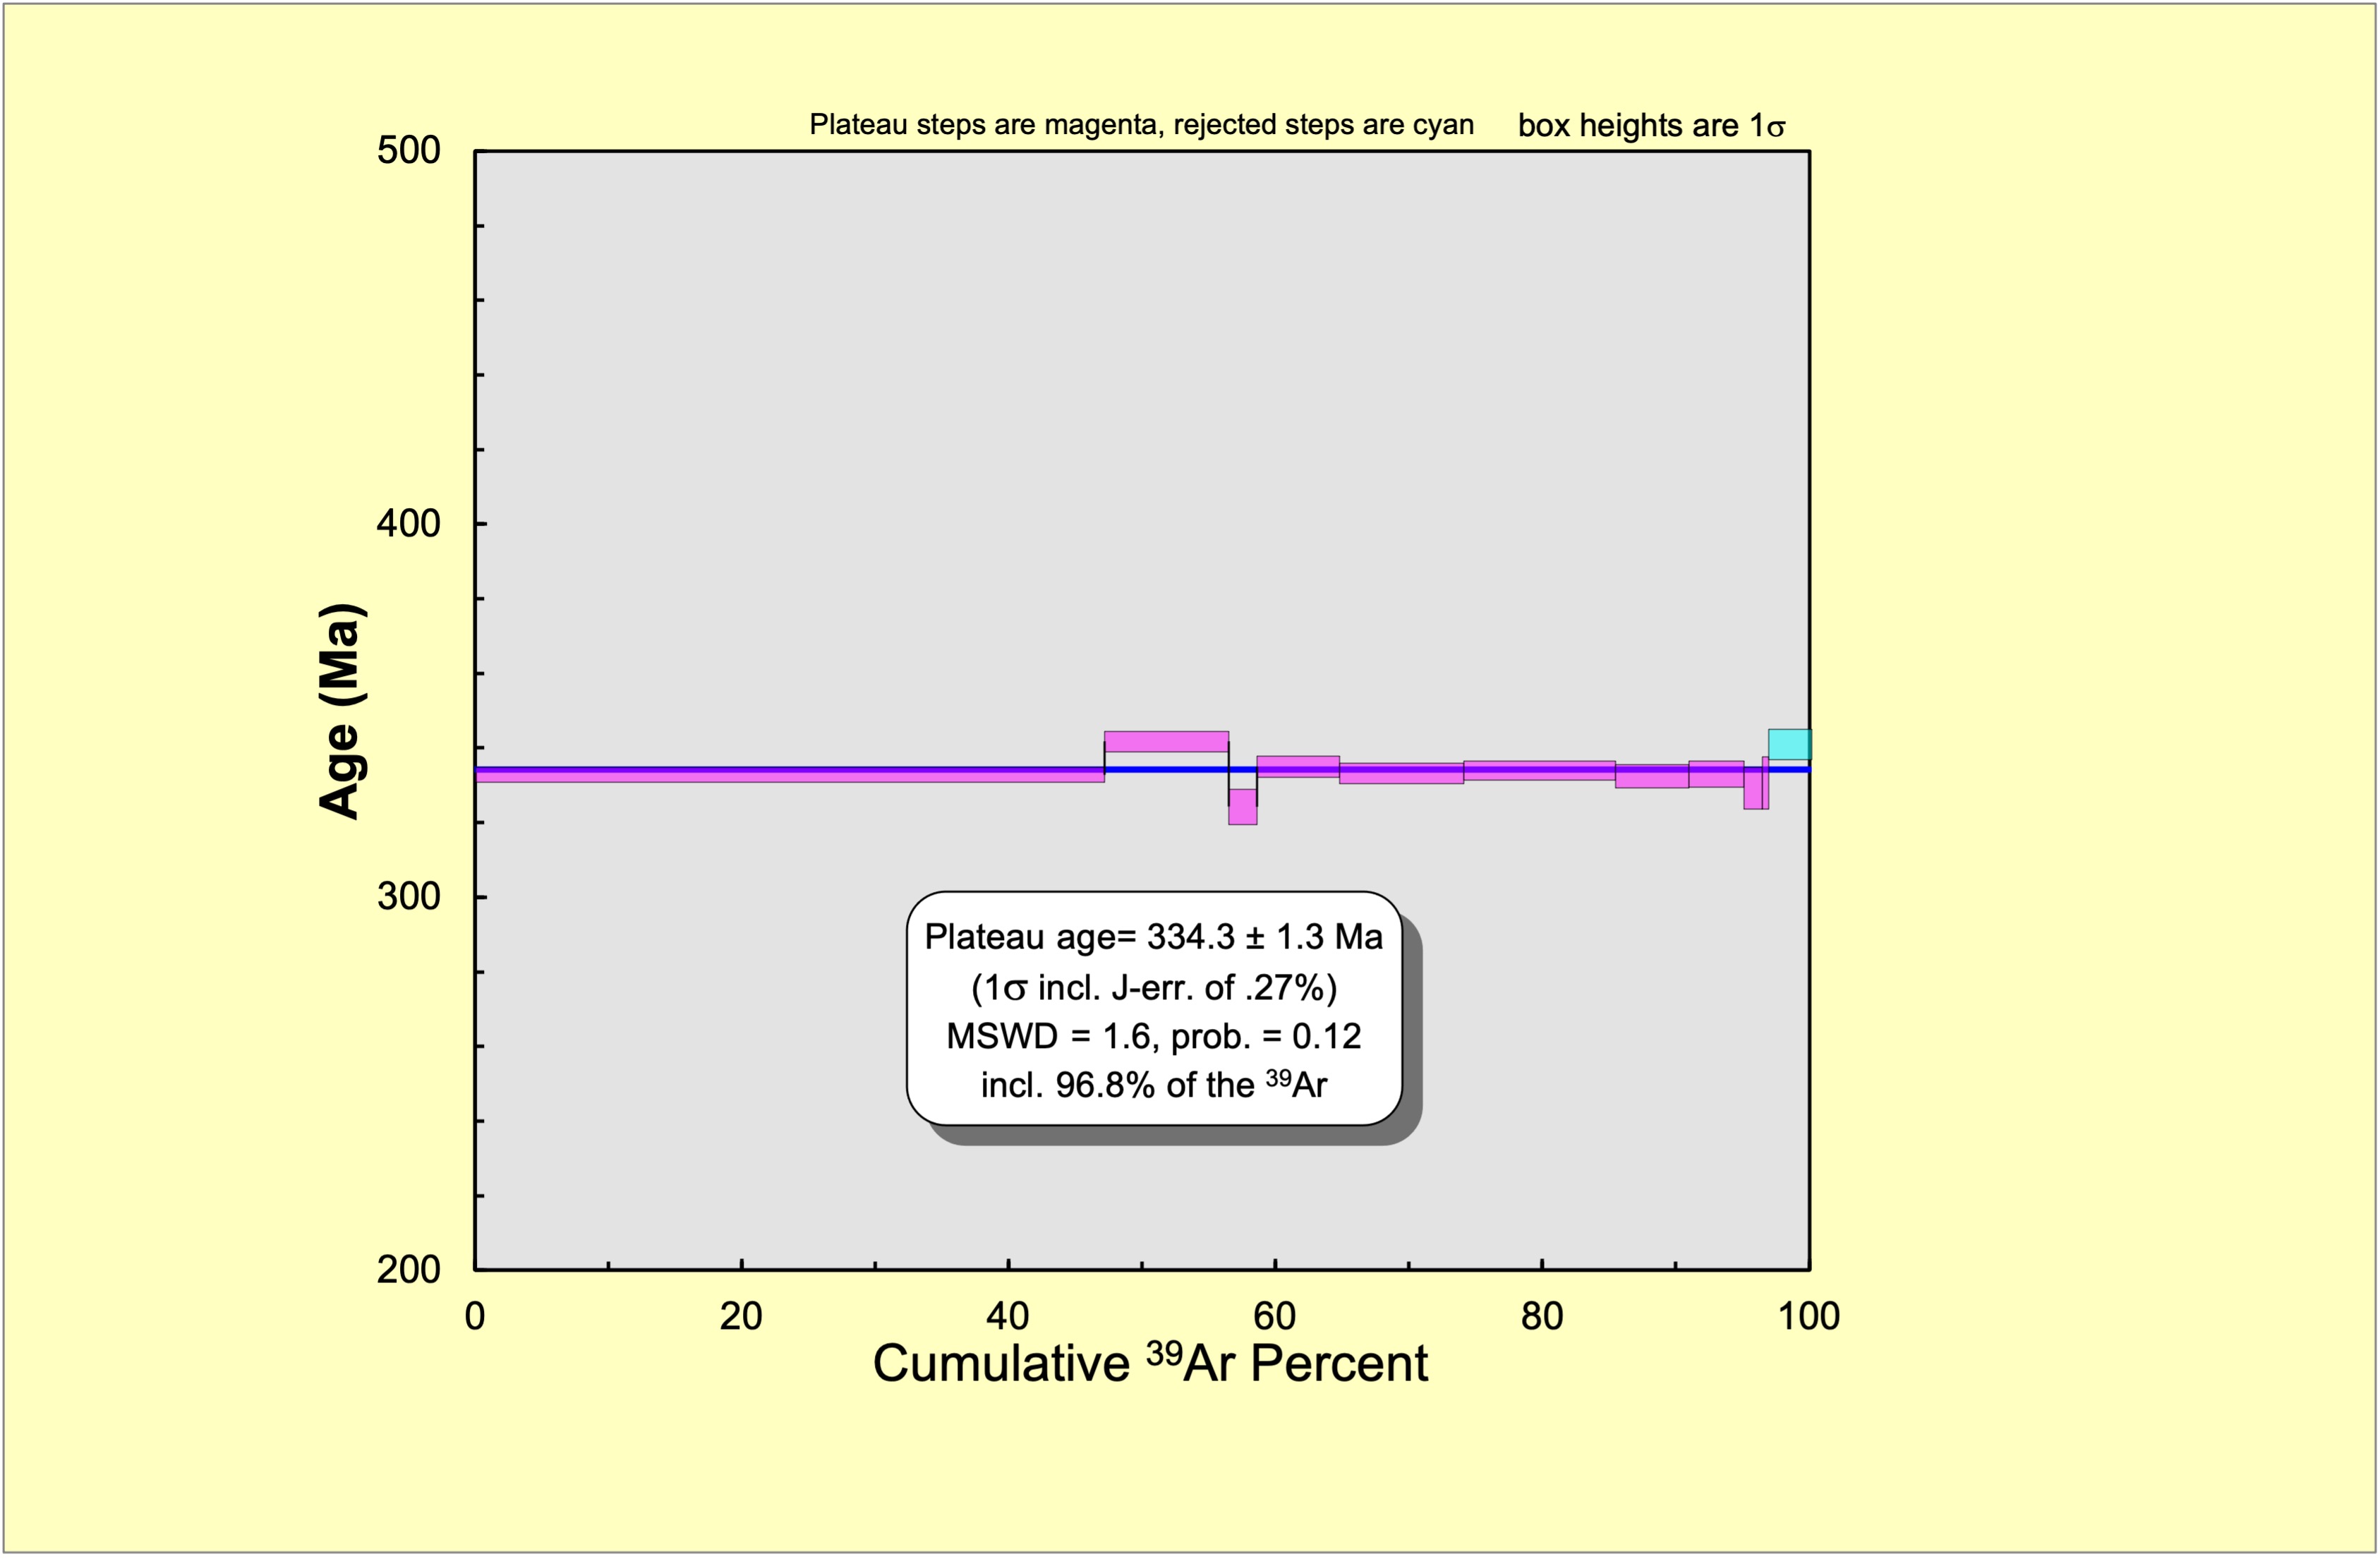 Plateau steps are magenta, rejected steps are cyan box heights are 1σ
500
400
300
200
Age (Ma)
Plateau age= 334.3 ± 1.3 Ma
(1σ incl. J-err. of .27%)
MSWD = 1.6, prob. = 0.12
incl. 96.8% of the ³⁹Ar
0 20 40 60 80 100
Cumulative ³⁹Ar Percent